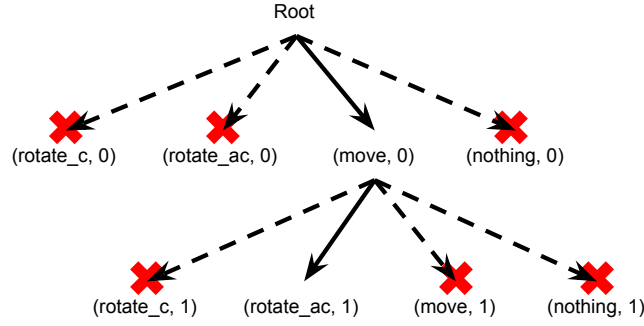 Root
(rotate_c, 0) (rotate_ac, 0) (move, 0) (nothing, 0)
(rotate_c, 1) (rotate_ac, 1) (move, 1) (nothing, 1)